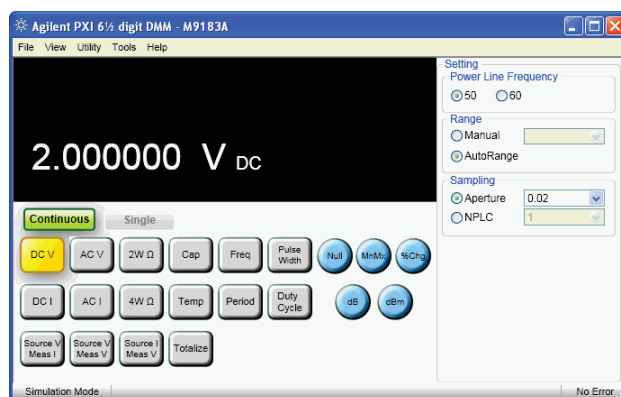 Agilent PXI 6½ digit DMM - M9183A
File View Utility Tools Help
2.000000 V DC
Setting
Power Line Frequency
50 60
Range
Manual
AutoRange
Sampling
Aperture 0.02
NPLC 1
Continuous Single
DC V AC V 2W Ω Cap Freq Pulse Width Null MnMx %Chg
DC I AC I 4W Ω Temp Period Duty Cycle dB dBm
Source V Meas I Source V Meas V Source I Meas V Totalize
Simulation Mode No Error